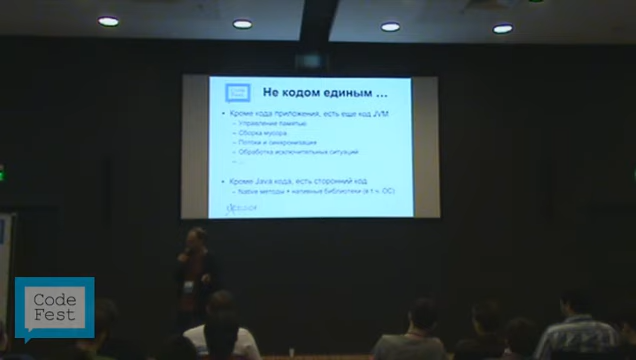 Не кодом единым ...
• Кроме кода приложения, есть еще код JVM
– Управление памятью
– Сборка мусора
– Потоки и синхронизация
– Обработка исключительных ситуаций
– ...
• Кроме Java кода, есть сторонний код
– Native методы + нативные библиотеки (в т.ч. ОС)
Code
Fest